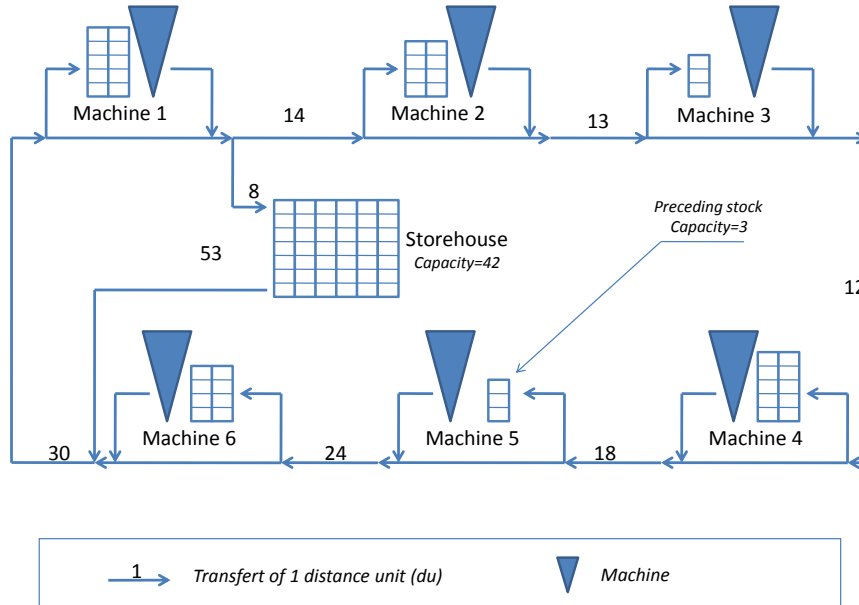 Machine 1
14
Machine 2
13
Machine 3
8
53
Storehouse
Capacity=42
Preceding stock
Capacity=3
12
Machine 6
Machine 5
Machine 4
30
24
18
1
Transfert of 1 distance unit (du)
Machine